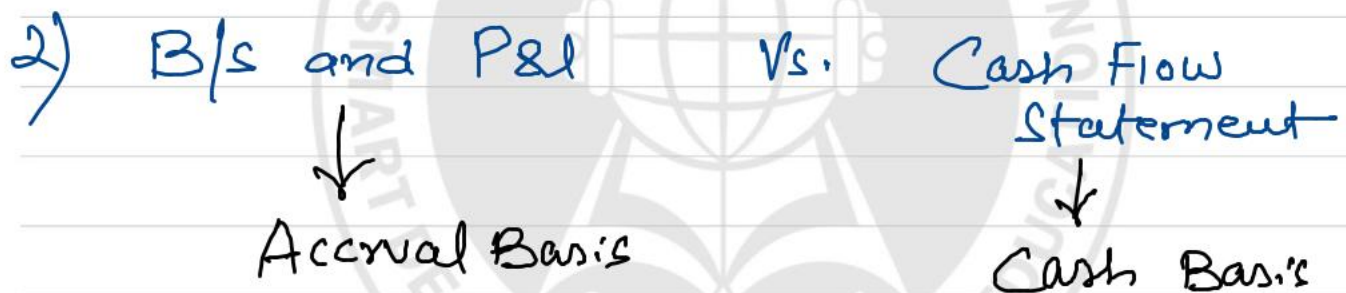 2) B/s and P&l Vs. Cash Flow
Statement
Accrual Basis Cash Basis